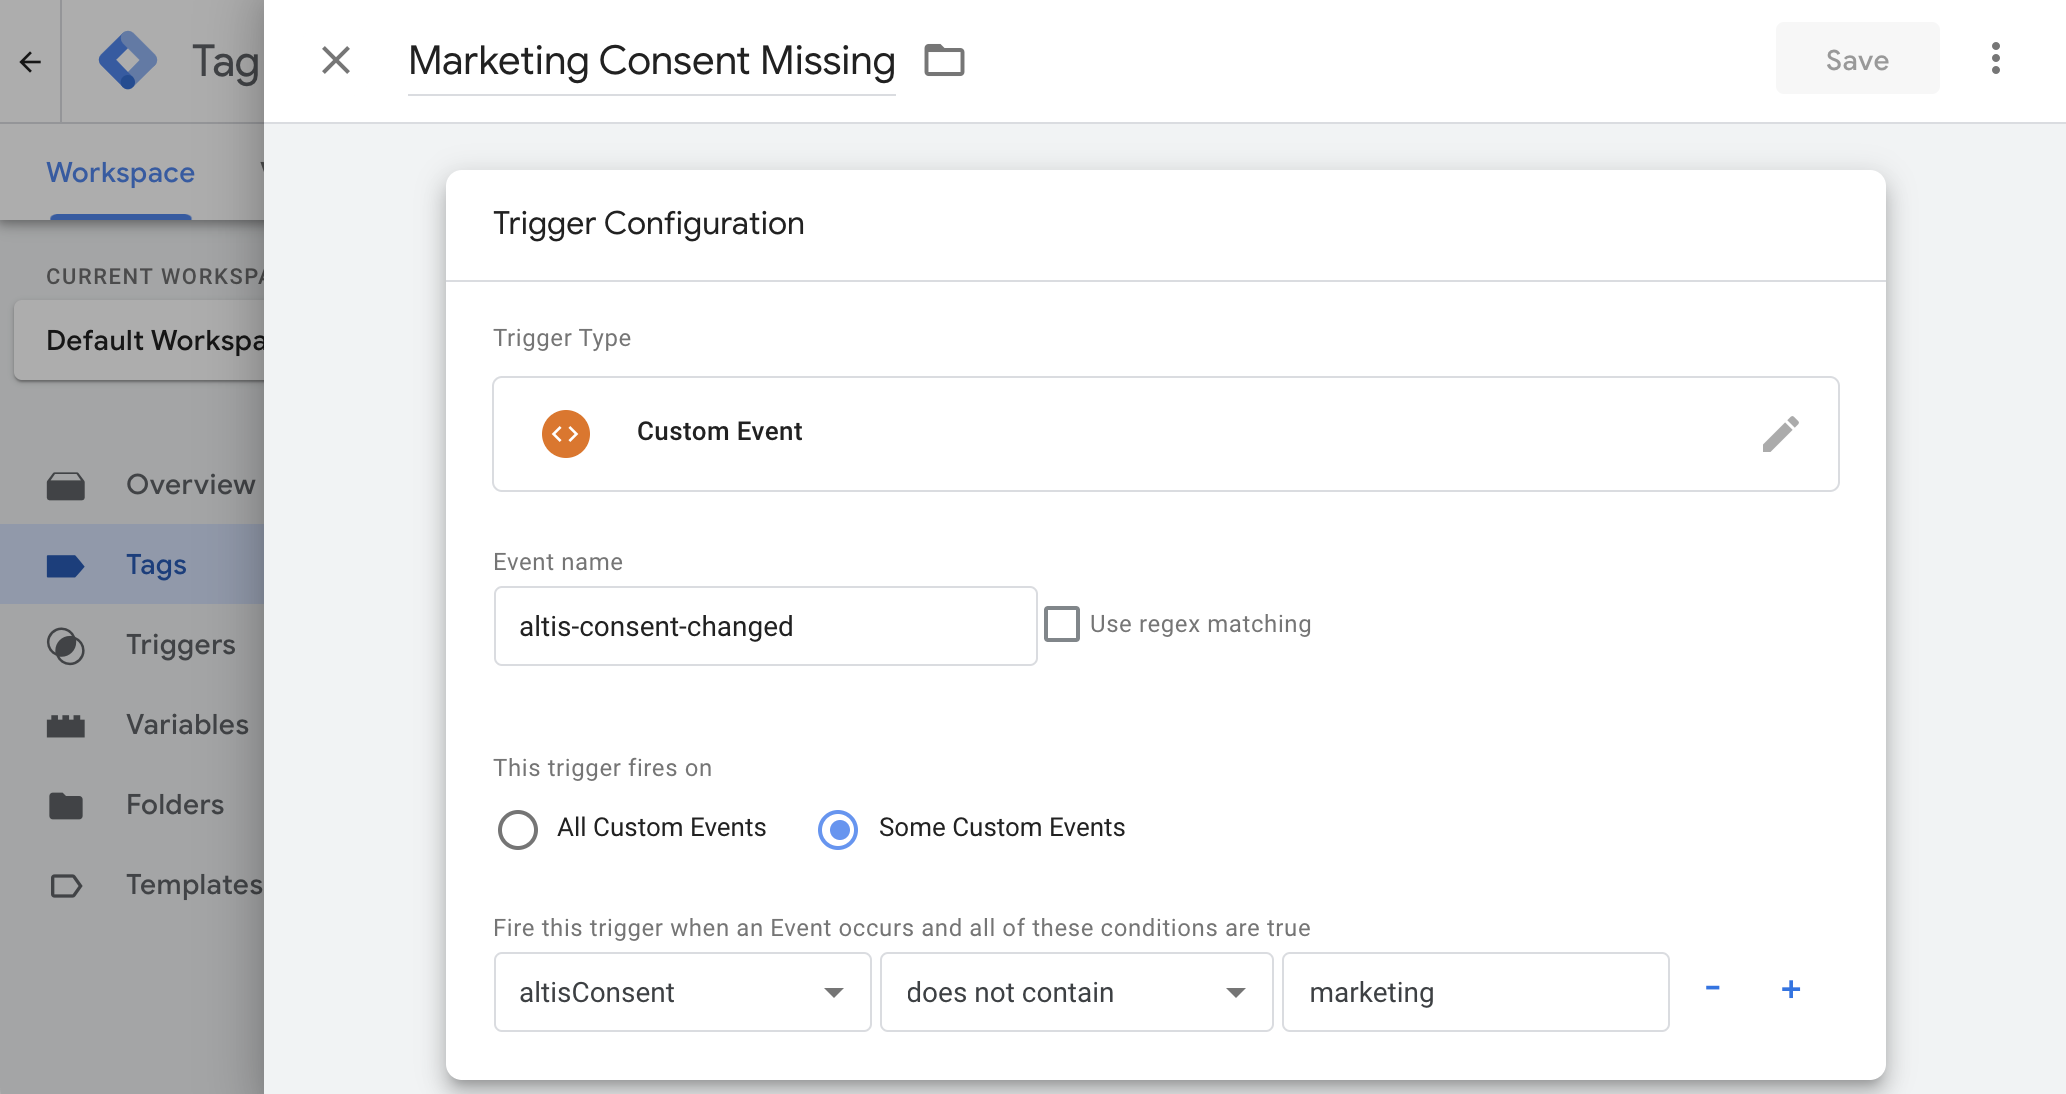 Tag
Marketing Consent Missing
Save
Workspace
CURRENT WORKSPA
Default Workspa
Overview
Tags
Triggers
Variables
Folders
Templates
Trigger Configuration
Trigger Type
Custom Event
Event name
altis-consent-changed
Use regex matching
This trigger fires on
All Custom Events
Some Custom Events
Fire this trigger when an Event occurs and all of these conditions are true
altisConsent does not contain marketing - +